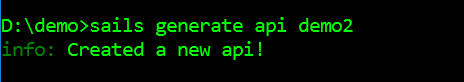 D:\demo>sails generate api demo2
info: Created a new api!